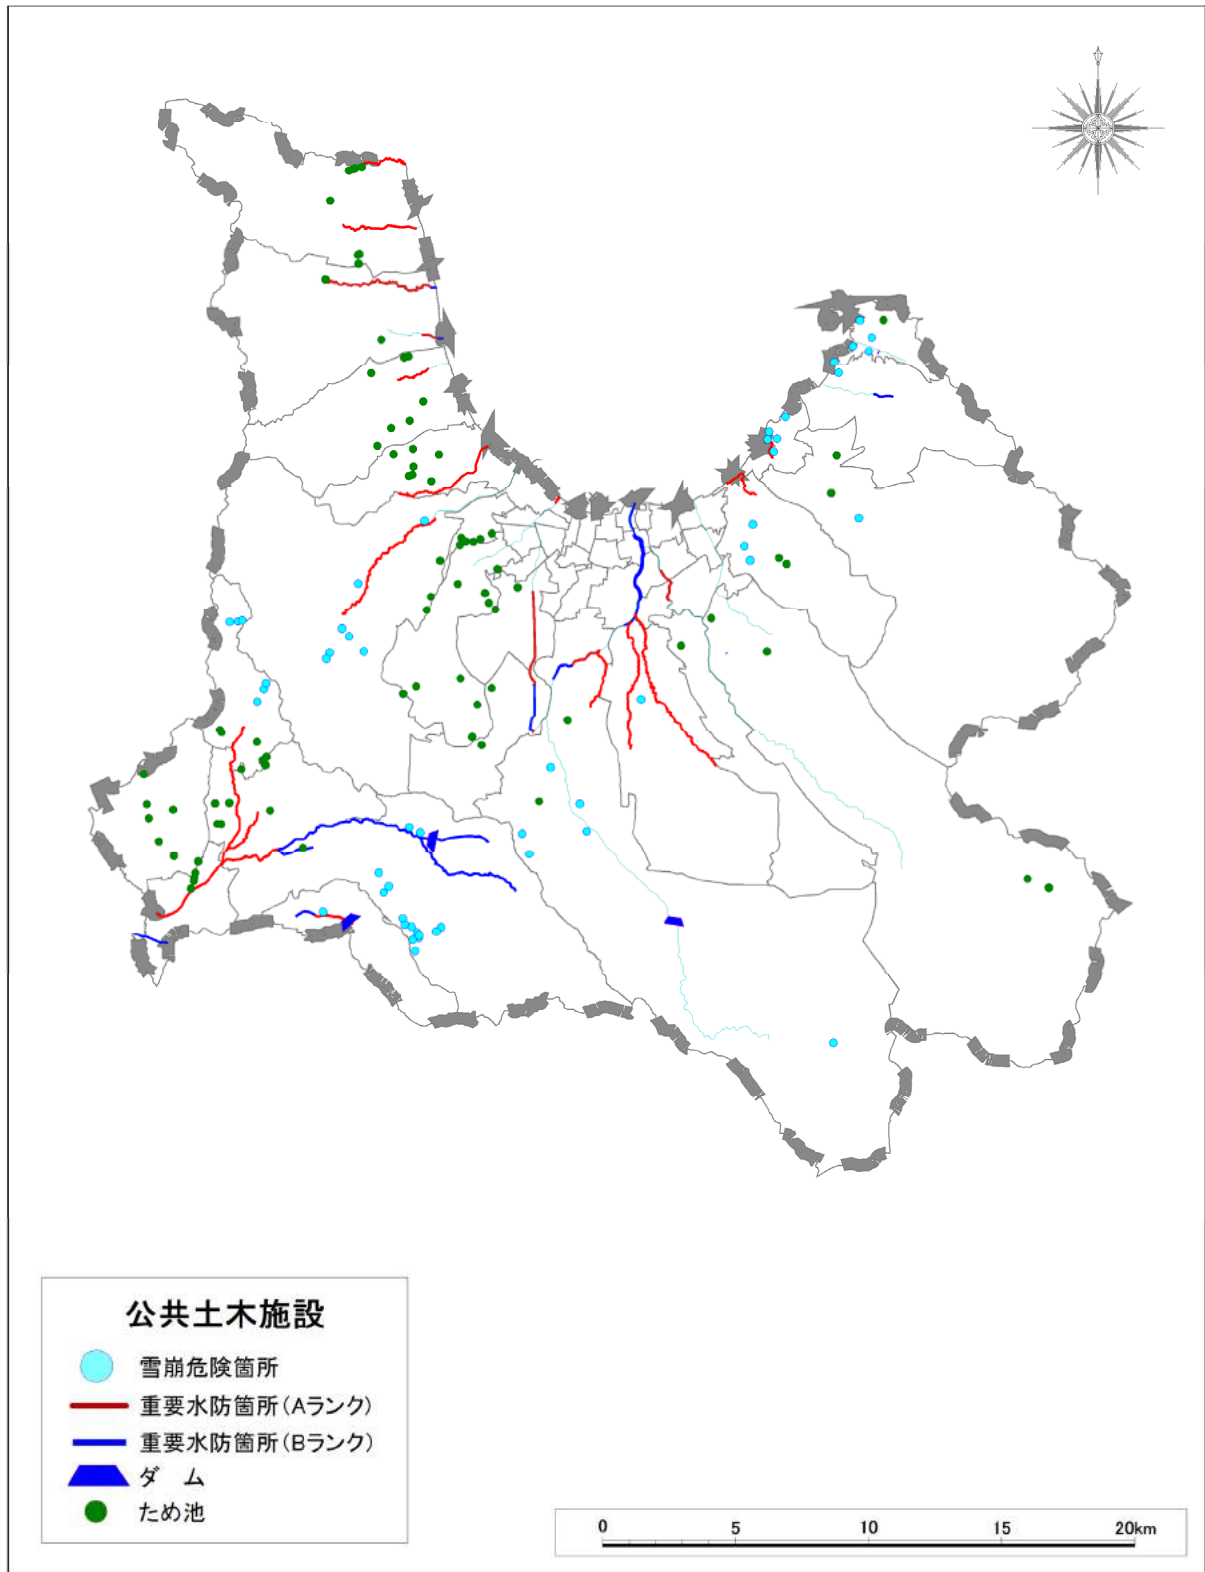 公共土木施設
雪崩危険箇所
重要水防箇所(Aランク)
重要水防箇所(Bランク)
ダ ム
ため池
0 5 10 15 20km